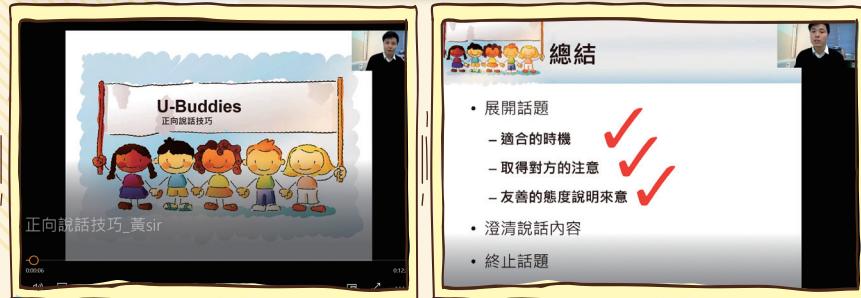 U-Buddies
正向說話技巧
正向說話技巧_黃sir
0:00:06
0:12:
總結
• 展開話題
– 適合的時機
– 取得對方的注意
– 友善的態度說明來意
• 澄清說話內容
• 終止話題